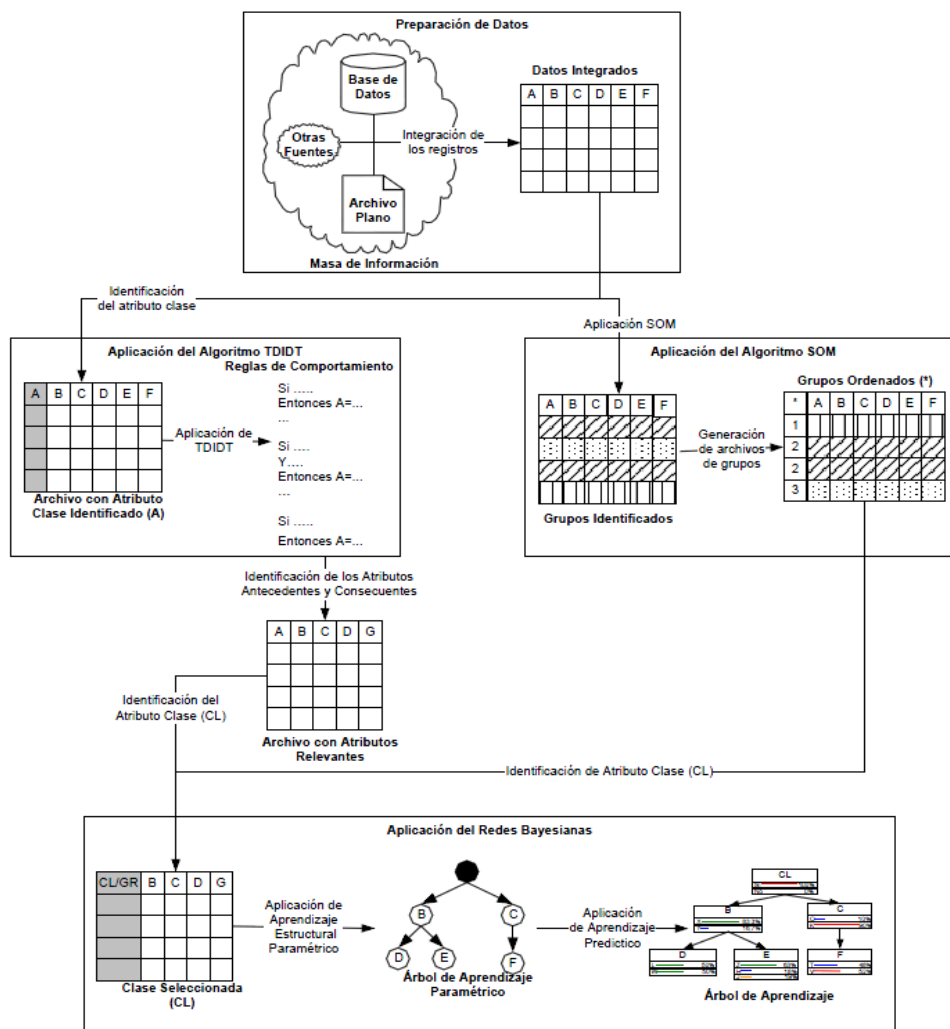 Preparación de Datos
Base de
Datos
Otras
Fuentes
Archivo
Plano
Masa de Información
Integración de
los registros
Datos Integrados
A B C D E F
Identificación
del atributo clase
Aplicación SOM
Aplicación del Algoritmo TDIDT
Reglas de Comportamiento
A B C D E F
Aplicación de
TDIDT
Archivo con Atributo
Clase Identificado (A)
Si .....
Entonces A=...
...
Si ....
Y....
Entonces A=...
...
Si .....
Entonces A=...
Aplicación del Algoritmo SOM
A B C D E F
Grupos Identificados
Generación
de archivos
de grupos
Grupos Ordenados (*)
* A B C D E F
1
2
2
3
Identificación de los Atributos
Antecedentes y Consecuentes
A B C D G
Archivo con Atributos
Relevantes
Identificación del
Atributo Clase (CL)
Identificación de Atributo Clase (CL)
Aplicación del Redes Bayesianas
CL/GR B C D G
Clase Seleccionada
(CL)
Aplicación de
Aprendizaje
Estructural
Paramétrico
B
C
D
E
F
Árbol de Aprendizaje
Paramétrico
Aplicación
de Aprendizaje
Predictico
CL
B
C
D
E
F
Árbol de Aprendizaje